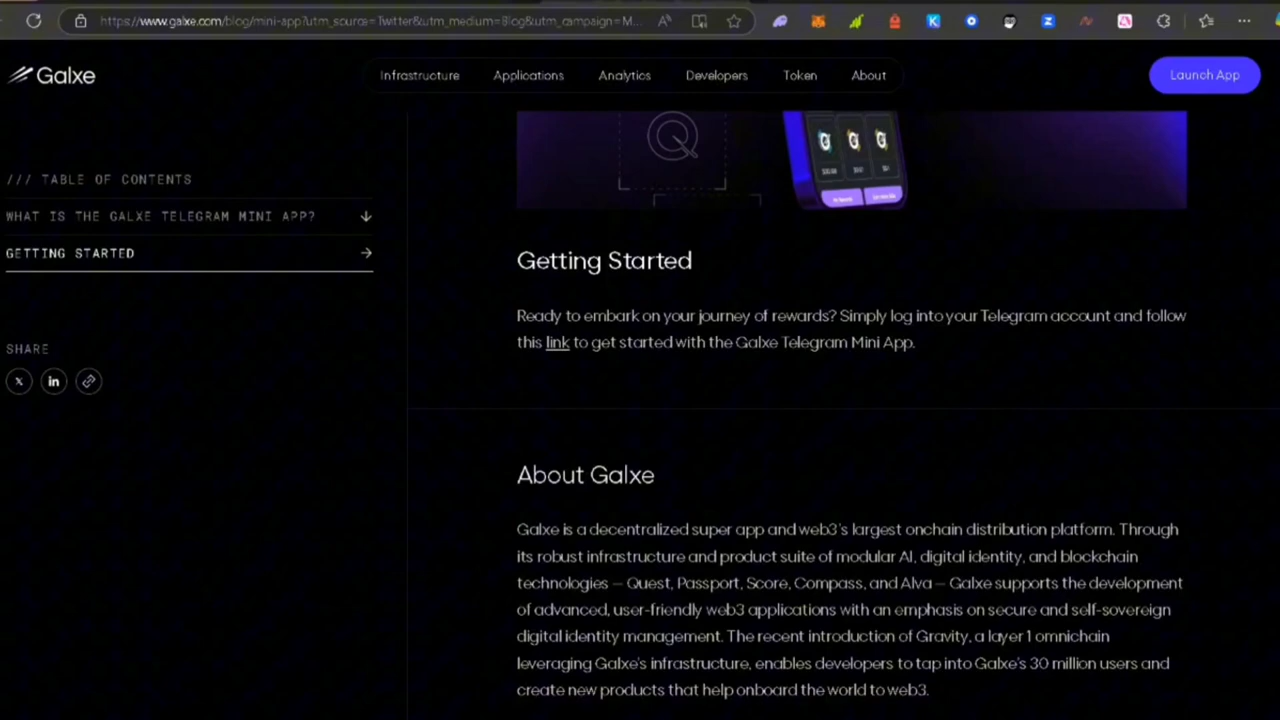 https://www.galxe.com/blog/mini-app?utm_source=Twitter&utm_medium=Blog&utm_campaign=M...
Galxe
Infrastructure
Applications
Analytics
Developers
Token
About
Launch App
/// TABLE OF CONTENTS
WHAT IS THE GALXE TELEGRAM MINI APP?
GETTING STARTED
SHARE
Getting Started
Ready to embark on your journey of rewards? Simply log into your Telegram account and follow
this link to get started with the Galxe Telegram Mini App.
About Galxe
Galxe is a decentralized super app and web3's largest onchain distribution platform. Through
its robust infrastructure and product suite of modular AI, digital identity, and blockchain
technologies – Quest, Passport, Score, Compass, and Alva – Galxe supports the development
of advanced, user-friendly web3 applications with an emphasis on secure and self-sovereign
digital identity management. The recent introduction of Gravity, a layer 1 omnichain
leveraging Galxe's infrastructure, enables developers to tap into Galxe's 30 million users and
create new products that help onboard the world to web3.